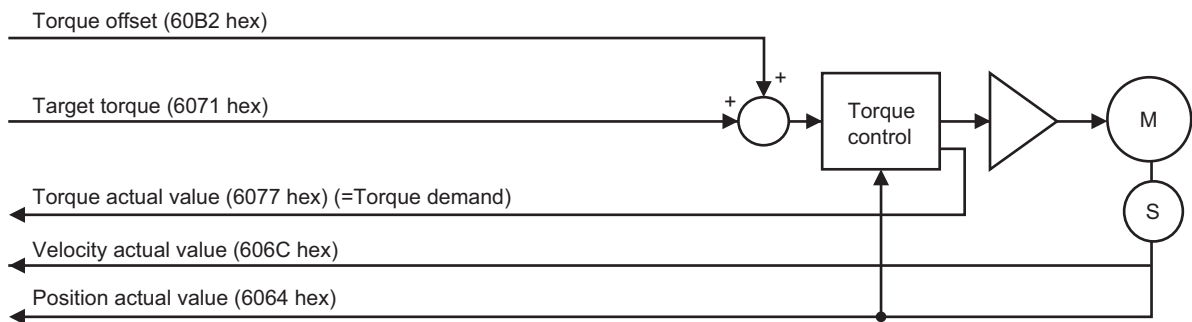 Torque offset (60B2 hex)
+
Target torque (6071 hex)
+
Torque
control
M
Torque actual value (6077 hex) (=Torque demand)
S
Velocity actual value (606C hex)
Position actual value (6064 hex)